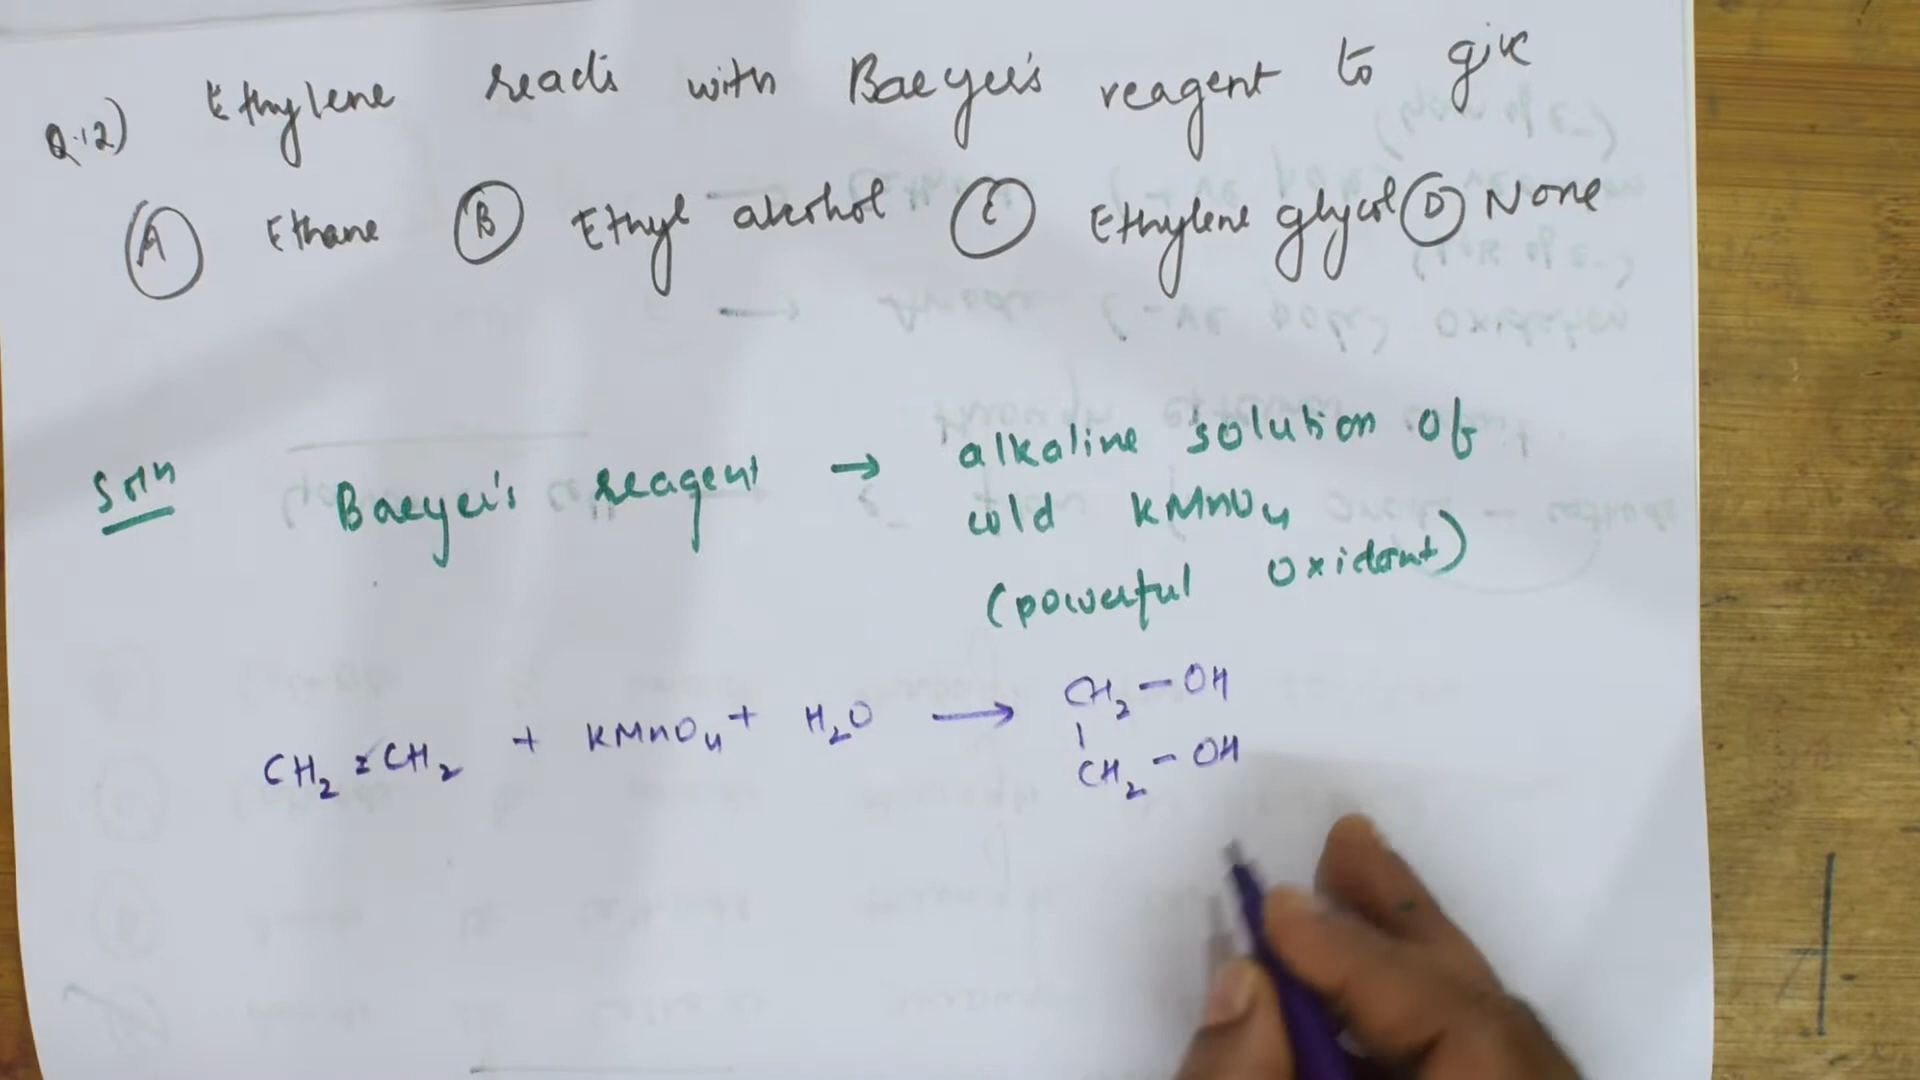 Q.12) Ethylene reacts with Baeyer's reagent to give
(A) Ethane (B) Ethyl alcohol (C) Ethylene glycol (D) None
Soln Baeyer's reagent → alkaline solution of
cold KMnO4
(powerful oxidant)
CH2=CH2 + KMnO4 + H2O → CH2-OH
|
CH2-OH